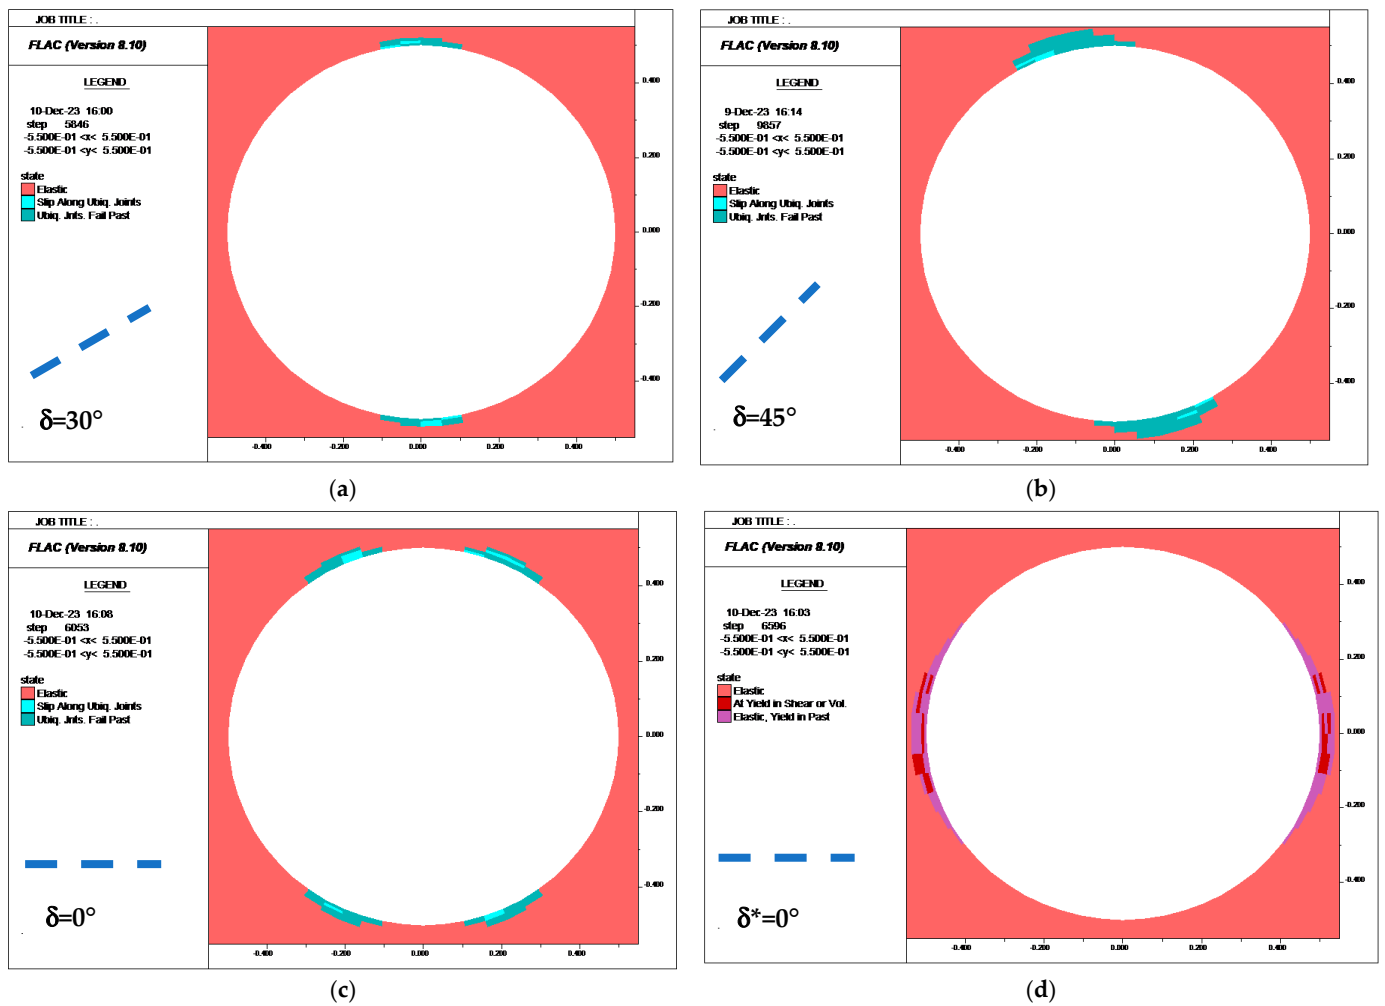 JOB TITLE : .
FLAC (Version 8.10)
LEGEND
10-Dec-23 16:00
step 5846
-5.500E-01 <x< 5.500E-01
-5.500E-01 <y< 5.500E-01
state
Elastic
Slip Along Ubiq. Joints
Ubiq. Jnts. Fail Past
δ=30°
0.400
0.200
0.000
-0.200
-0.400
-0.400 -0.200 0.000 0.200 0.400
(a)
JOB TITLE : .
FLAC (Version 8.10)
LEGEND
9-Dec-23 16:14
step 9857
-5.500E-01 <x< 5.500E-01
-5.500E-01 <y< 5.500E-01
state
Elastic
Slip Along Ubiq. Joints
Ubiq. Jnts. Fail Past
δ=45°
0.400
0.200
0.000
-0.200
-0.400
-0.400 -0.200 0.000 0.200 0.400
(b)
JOB TITLE : .
FLAC (Version 8.10)
LEGEND
10-Dec-23 16:08
step 6053
-5.500E-01 <x< 5.500E-01
-5.500E-01 <y< 5.500E-01
state
Elastic
Slip Along Ubiq. Joints
Ubiq. Jnts. Fail Past
δ=0°
0.400
0.200
0.000
-0.200
-0.400
-0.400 -0.200 0.000 0.200 0.400
(c)
JOB TITLE : .
FLAC (Version 8.10)
LEGEND
10-Dec-23 16:03
step 6596
-5.500E-01 <x< 5.500E-01
-5.500E-01 <y< 5.500E-01
state
Elastic
At Yield in Shear or Vol.
Elastic, Yield in Past
δ*=0°
0.400
0.200
0.000
-0.200
-0.400
-0.400 -0.200 0.000 0.200 0.400
(d)